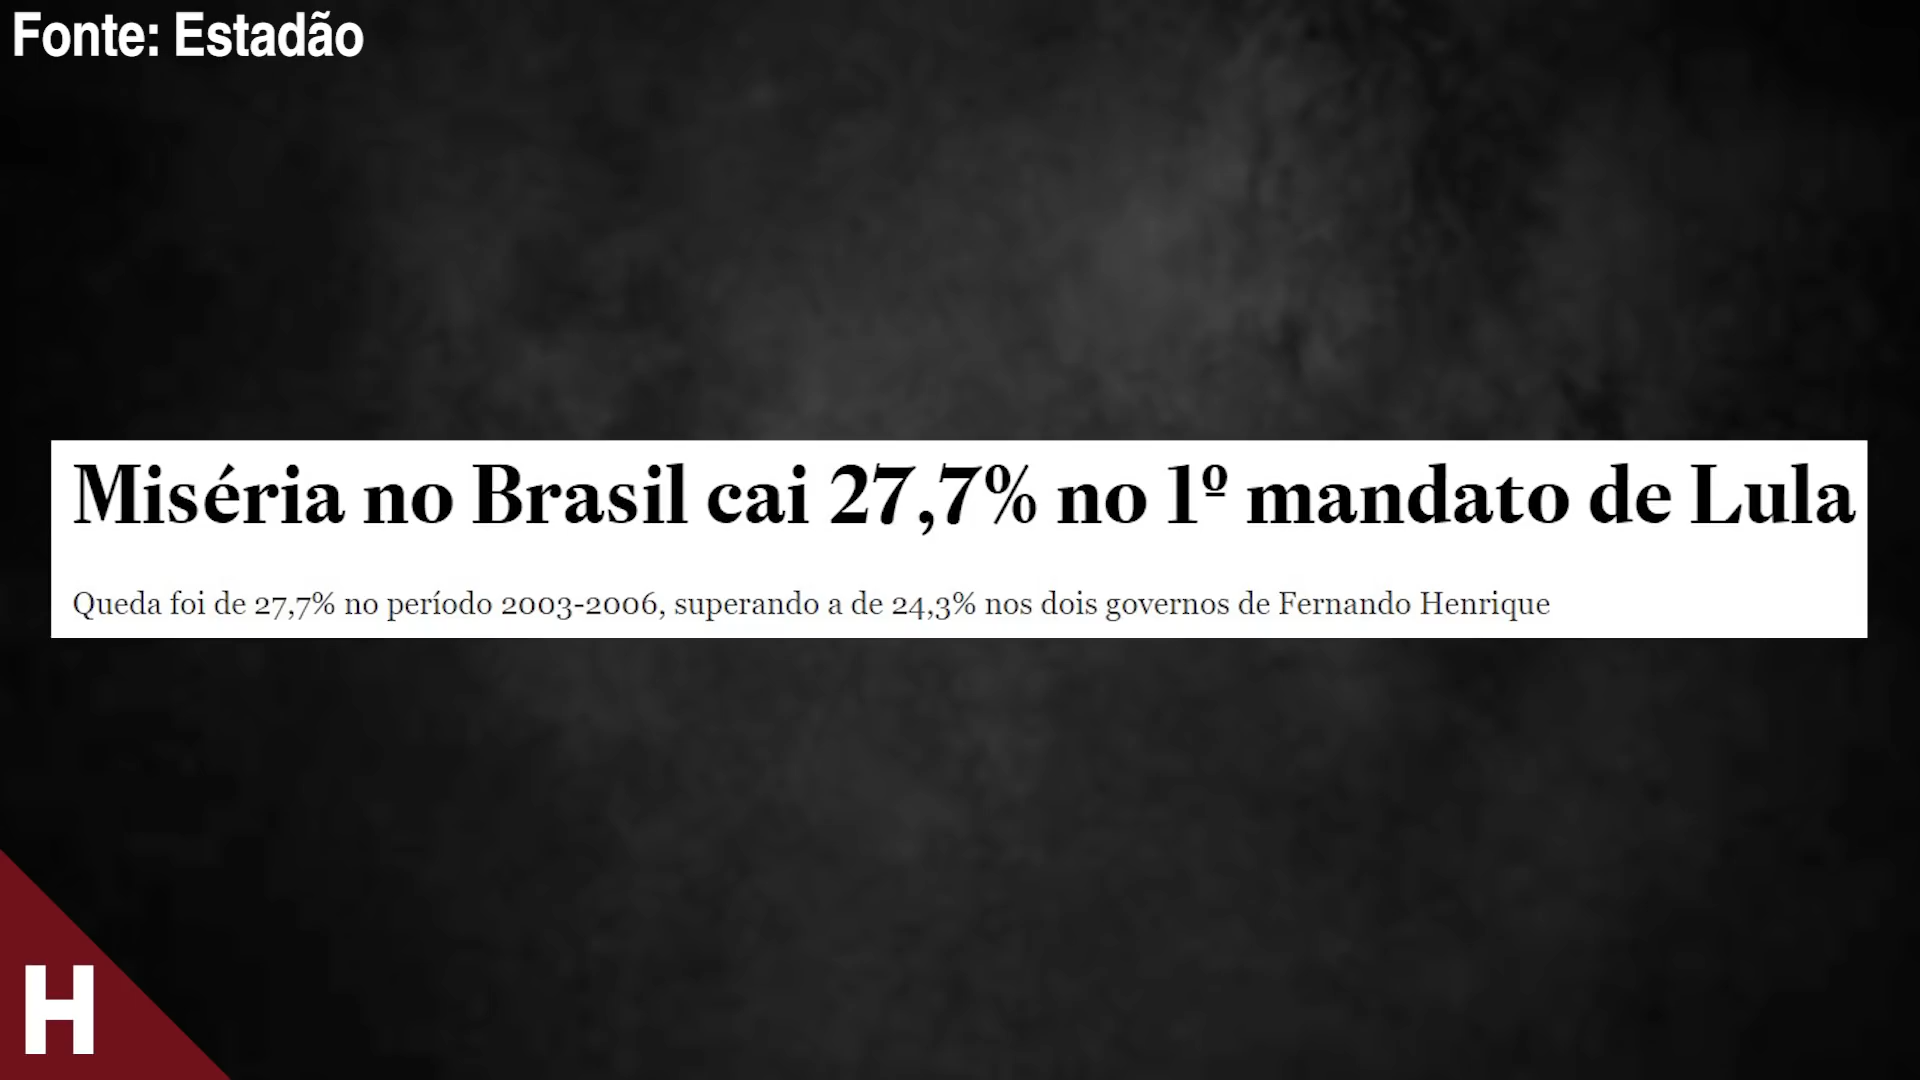 Fonte: Estadão
Miséria no Brasil cai 27,7% no 1º mandato de Lula
Queda foi de 27,7% no período 2003-2006, superando a de 24,3% nos dois governos de Fernando Henrique
H